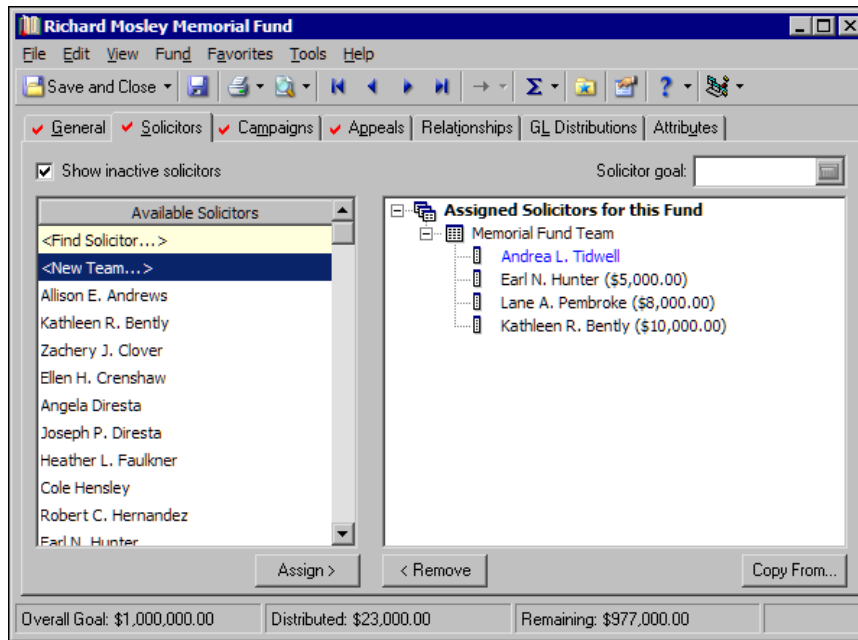 Richard Mosley Memorial Fund
File Edit View Fund Favorites Tools Help
Save and Close
General Solicitors Campaigns Appeals Relationships GL Distributions Attributes
Show inactive solicitors Solicitor goal:
Available Solicitors
<Find Solicitor...>
<New Team...>
Allison E. Andrews
Kathleen R. Bently
Zachery J. Clover
Ellen H. Crenshaw
Angela Diresta
Joseph P. Diresta
Heather L. Faulkner
Cole Hensley
Robert C. Hernandez
Earl N. Hunter
Assigned Solicitors for this Fund
Memorial Fund Team
Andrea L. Tidwell
Earl N. Hunter ($5,000.00)
Lane A. Pembroke ($8,000.00)
Kathleen R. Bently ($10,000.00)
Assign > < Remove Copy From...
Overall Goal: $1,000,000.00 Distributed: $23,000.00 Remaining: $977,000.00